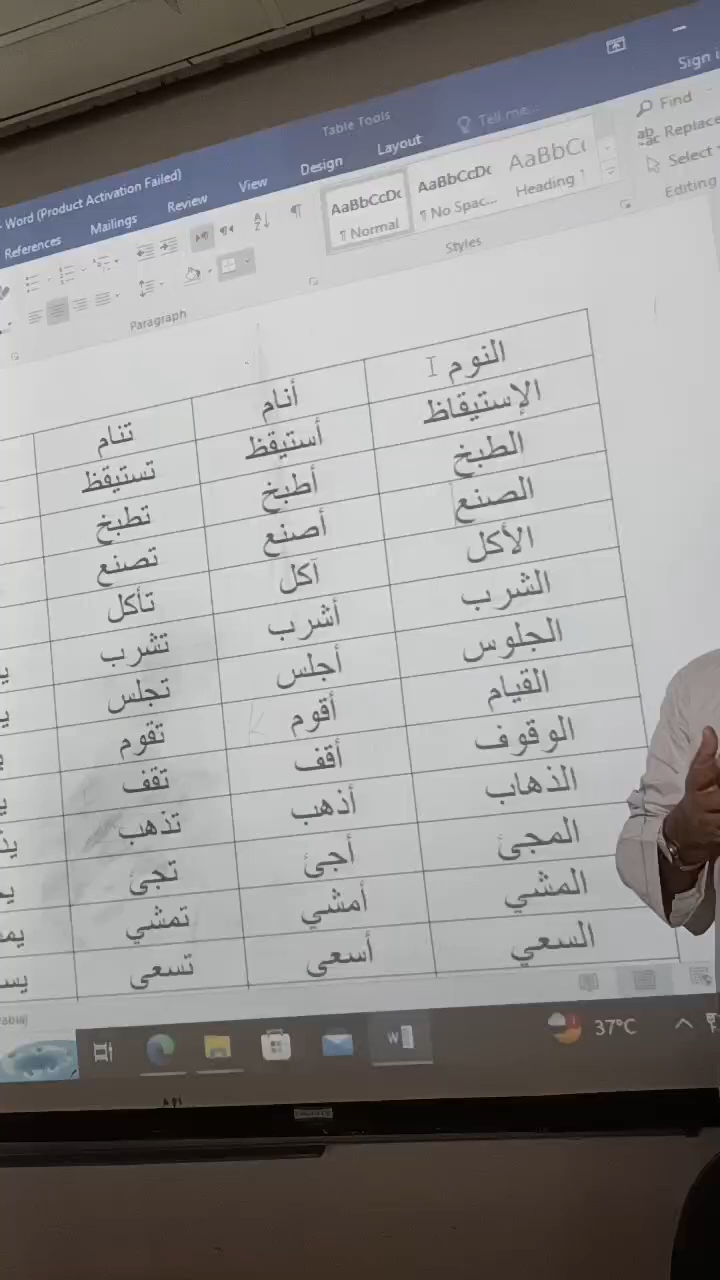 Table Tools
Sign i
- Word (Product Activation Failed)
References Mailings Review View Design Layout Tell me...
Find
Replace
Select
Editing
AaBbCcDc AaBbCcDc AaBbC
¶ Normal ¶ No Spac... Heading 1
Paragraph Styles
النوم أنام تنام
الإستيقاظ أستيقظ تستيقظ
الطبخ أطبخ تطبخ
الصنع أصنع تصنع
الأكل آكل تأكل
الشرب أشرب تشرب
الجلوس أجلس تجلس
القيام أقوم تقوم
الوقوف أقف تقف
الذهاب أذهب تذهب
المجئ أجئ تجئ
المشي أمشي تمشي
السعي أسعى تسعى
37°C